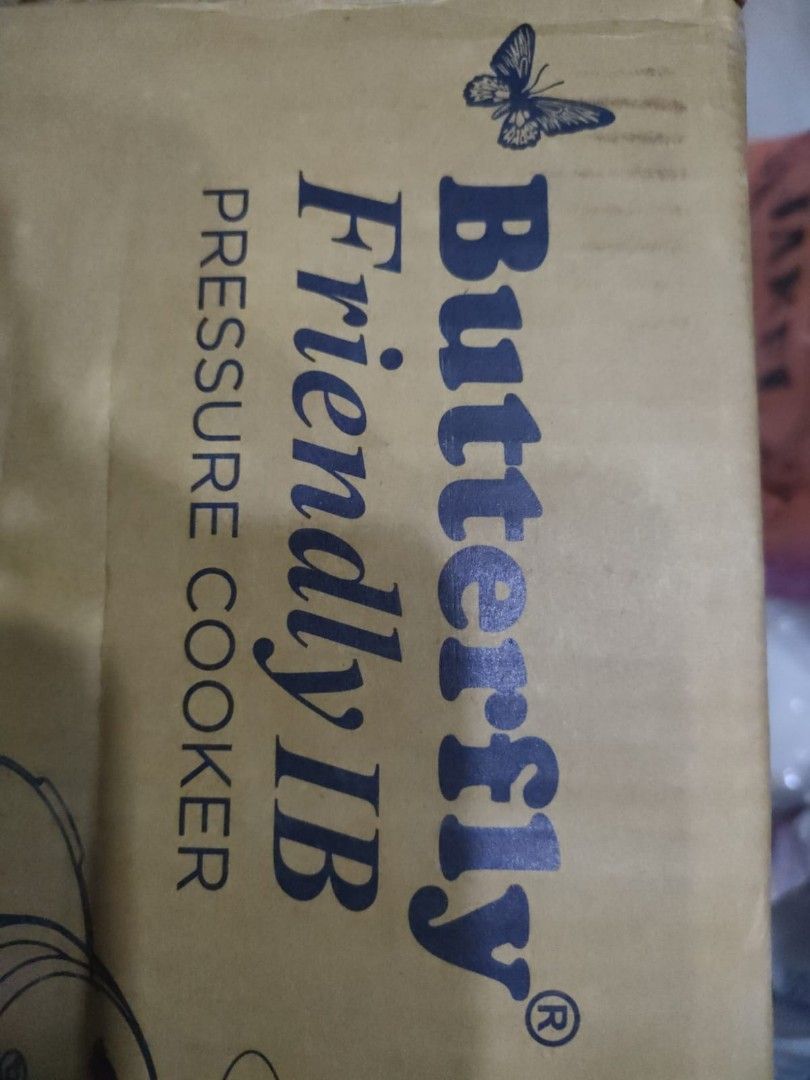 Butterfly®
Friendly IB
PRESSURE COOKER